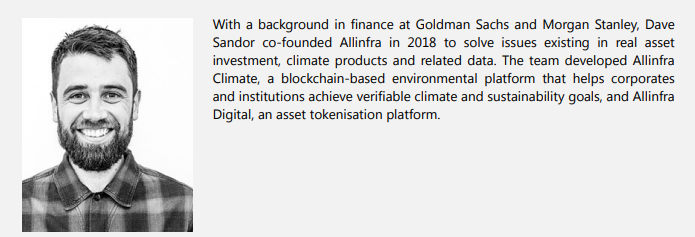 With a background in finance at Goldman Sachs and Morgan Stanley, Dave
Sandor co-founded Allinfra in 2018 to solve issues existing in real asset
investment, climate products and related data. The team developed Allinfra
Climate, a blockchain-based environmental platform that helps corporates
and institutions achieve verifiable climate and sustainability goals, and Allinfra
Digital, an asset tokenisation platform.